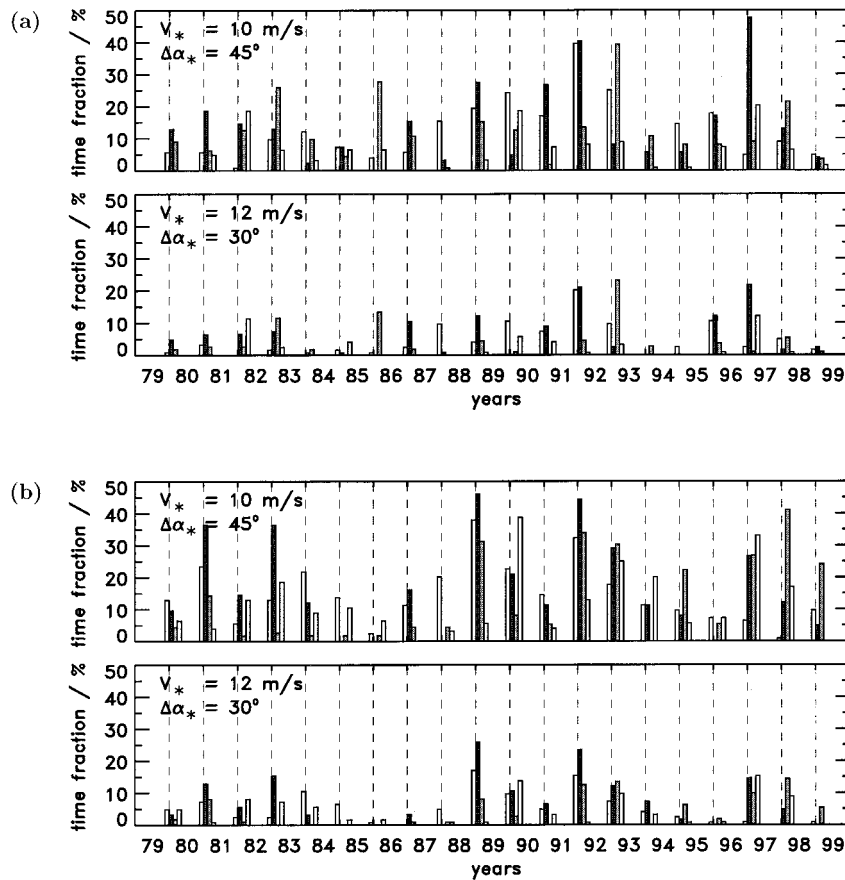 (a)
time fraction / %
50
40
30
20
10
0
V* = 10 m/s
Δα* = 45°
time fraction / %
50
40
30
20
10
0
V* = 12 m/s
Δα* = 30°
79 80 81 82 83 84 85 86 87 88 89 90 91 92 93 94 95 96 97 98 99
years
(b)
time fraction / %
50
40
30
20
10
0
V* = 10 m/s
Δα* = 45°
time fraction / %
50
40
30
20
10
0
V* = 12 m/s
Δα* = 30°
79 80 81 82 83 84 85 86 87 88 89 90 91 92 93 94 95 96 97 98 99
years